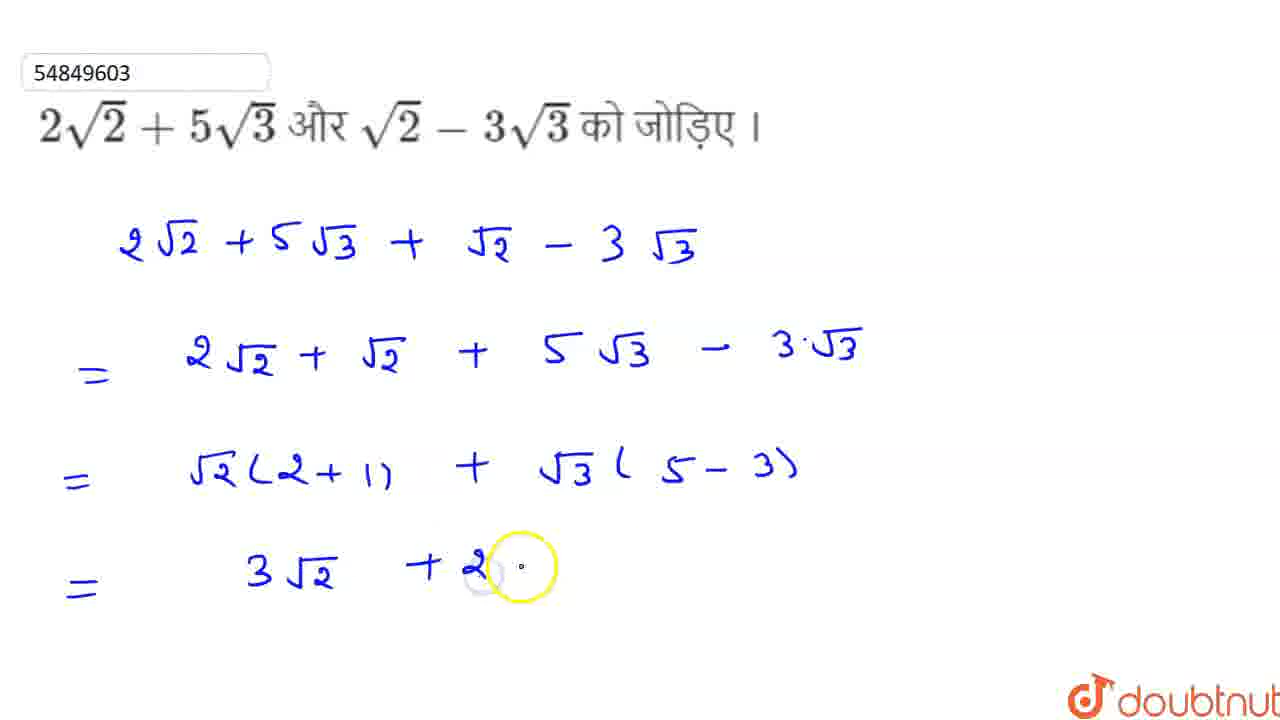 54849603
2√2 + 5√3 और √2 − 3√3 को जोड़िए ।
2√2 + 5√3 + √2 − 3√3
= 2√2 + √2 + 5√3 − 3·√3
= √2(2+1) + √3(5−3)
= 3√2 + 2
doubtnut